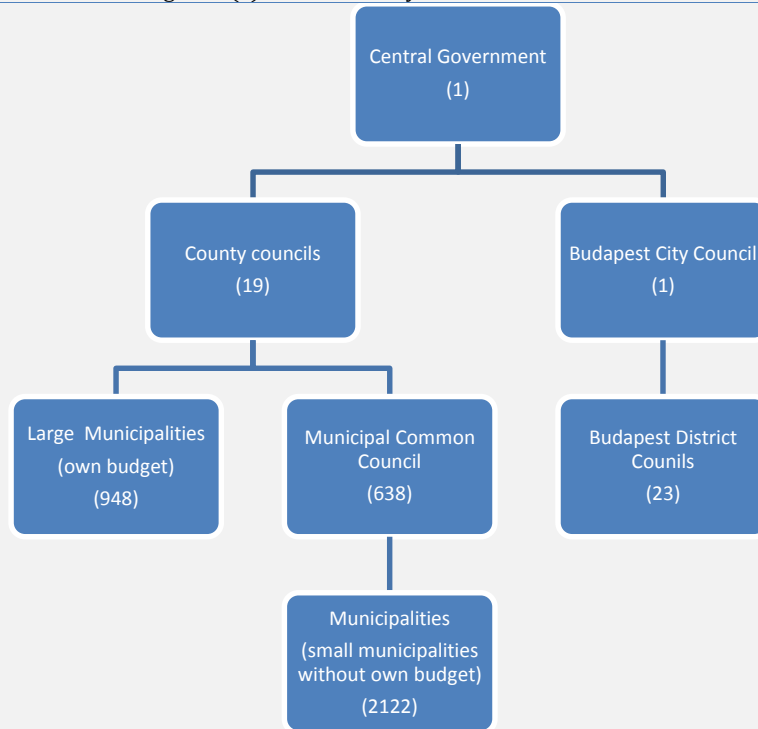 Central Government
(1)
County councils
(19)
Budapest City Council
(1)
Large Municipalities
(own budget)
(948)
Municipal Common
Council
(638)
Budapest District
Counils
(23)
Municipalities
(small municipalities
without own budget)
(2122)